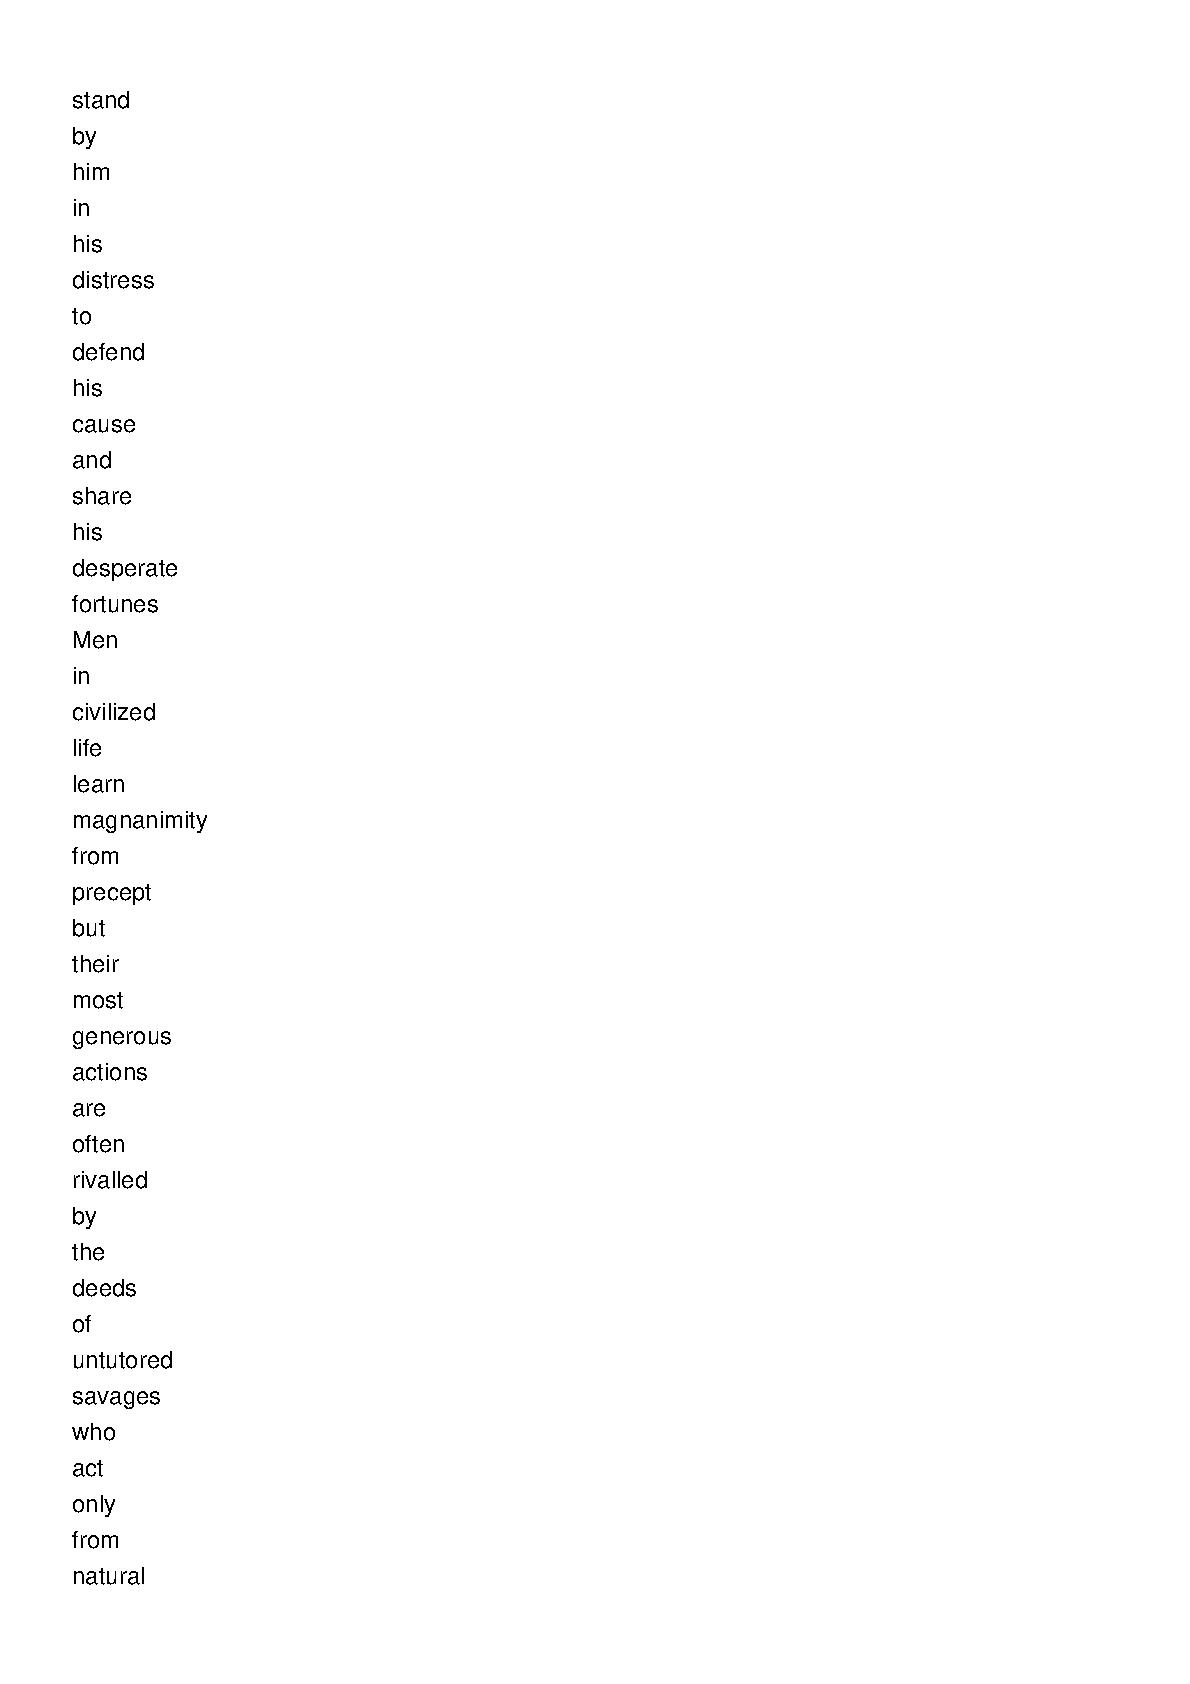 stand
by
him
in
his
distress
to
defend
his
cause
and
share
his
desperate
fortunes
Men
in
civilized
life
learn
magnanimity
from
precept
but
their
most
generous
actions
are
often
rivalled
by
the
deeds
of
untutored
savages
who
act
only
from
natural